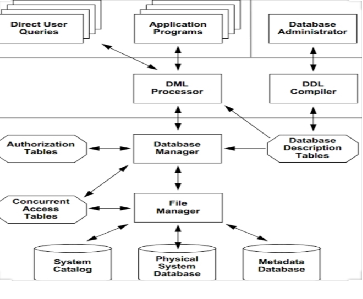 Direct User
Queries
Application
Programs
Database
Administrator
DML
Processor
DDL
Compiler
Authorization
Tables
Database
Manager
Database
Description
Tables
Concurrent
Access
Tables
File
Manager
System
Catalog
Physical
System
Database
Metadata
Database